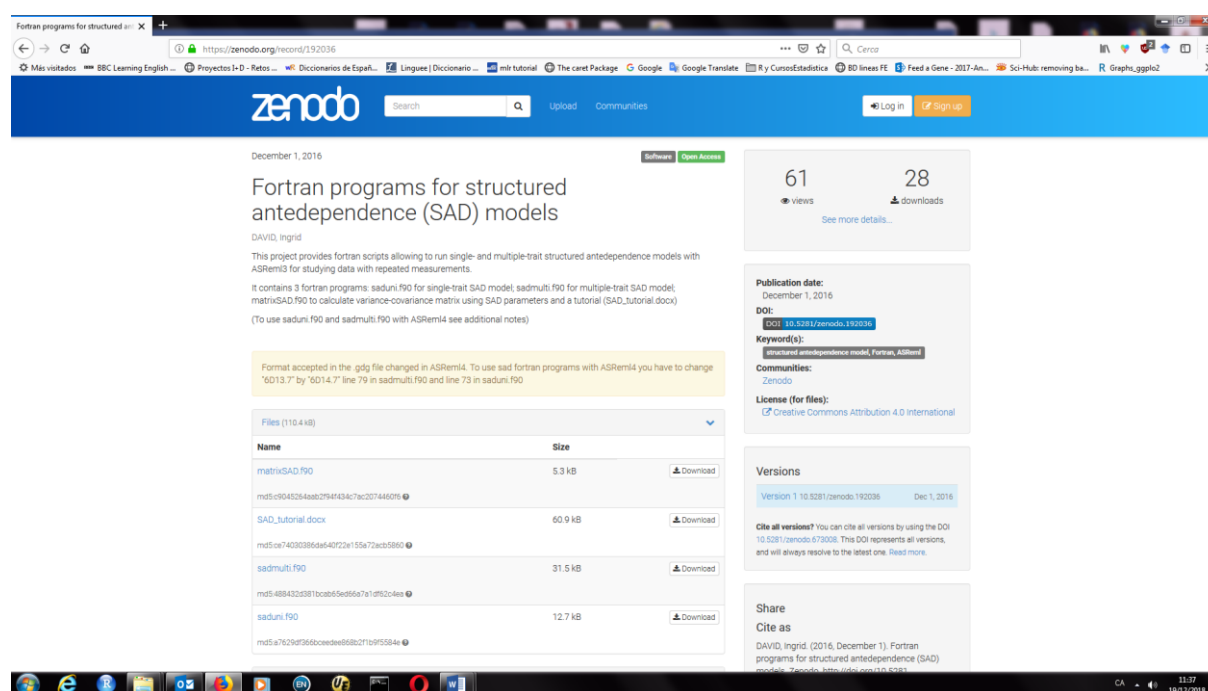 Fortran programs for structured ant
https://zenodo.org/record/192036
Cerca
Más visitados BBC Learning English ... Proyectos I+D - Retos ... Diccionarios de Españ... Linguee | Diccionario ... mlr tutorial The caret Package Google Google Translate R y CursosEstadistica BD lineas FE Feed a Gene - 2017-An... Sci-Hub: removing ba... Graphs_ggplo2
zenodo
Search
Upload Communities
Log in Sign up
December 1, 2016
Software Open Access
Fortran programs for structured
antedependence (SAD) models
DAVID, Ingrid
This project provides fortran scripts allowing to run single- and multiple-trait structured antedependence models with
ASReml3 for studying data with repeated measurements.
It contains 3 fortran programs: saduni.f90 for single-trait SAD model; sadmulti.f90 for multiple-trait SAD model;
matrixSAD.f90 to calculate variance-covariance matrix using SAD parameters and a tutorial (SAD_tutorial.docx)
(To use saduni.f90 and sadmulti.f90 with ASReml4 see additional notes)
Format accepted in the .gdg file changed in ASReml4. To use sad fortran programs with ASReml4 you have to change
"6D13.7" by "6D14.7" line 79 in sadmulti.f90 and line 73 in saduni.f90
Files (110.4 kB)
Name Size
matrixSAD.f90 5.3 kB Download
md5:c9045264aab2f94f434c7ac2074460f6
SAD_tutorial.docx 60.9 kB Download
md5:ce74030386da640f22e155a72acb5860
sadmulti.f90 31.5 kB Download
md5:488432d381bcab65ed66a7a1df62c4ea
saduni.f90 12.7 kB Download
md5:a7629df366bceedee868b2f1b9f5584e
61 28
views downloads
See more details...
Publication date:
December 1, 2016
DOI:
DOI 10.5281/zenodo.192036
Keyword(s):
structured antedependence model, Fortran, ASReml
Communities:
Zenodo
License (for files):
Creative Commons Attribution 4.0 International
Versions
Version 1 10.5281/zenodo.192036 Dec 1, 2016
Cite all versions? You can cite all versions by using the DOI
10.5281/zenodo.673008. This DOI represents all versions,
and will always resolve to the latest one. Read more.
Share
Cite as
DAVID, Ingrid. (2016, December 1). Fortran
programs for structured antedependence (SAD)
models. Zenodo. http://doi.org/10.5281
EN
CA
11:37
19/12/2018